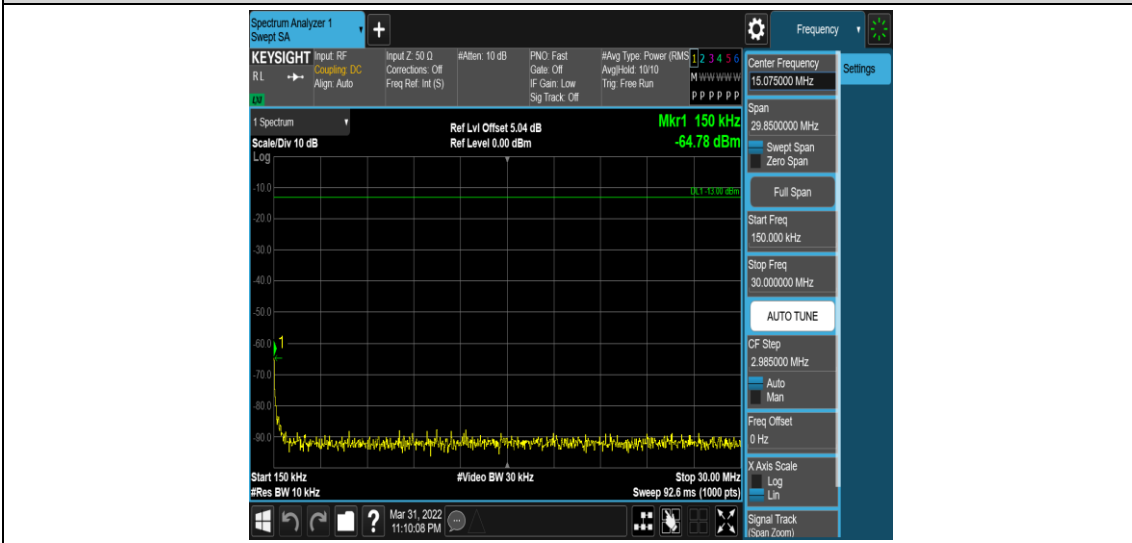 Spectrum Analyzer 1
Swept SA
+
Frequency
KEYSIGHT
RL
LXI
Input: RF
Coupling: DC
Align: Auto
Input Z: 50 Ω
Corrections: Off
Freq Ref: Int (S)
#Atten: 10 dB
PNO: Fast
Gate: Off
IF Gain: Low
Sig Track: Off
#Avg Type: Power (RMS
Avg|Hold: 10/10
Trig: Free Run
1 2 3 4 5 6
M W W W W W
P P P P P P
1 Spectrum
Scale/Div 10 dB
Log
Ref Lvl Offset 5.04 dB
Ref Level 0.00 dBm
Mkr1 150 kHz
-64.78 dBm
DL1 -13.00 dBm
-10.0
-20.0
-30.0
-40.0
-50.0
-60.0
1
-70.0
-80.0
-90.0
Start 150 kHz
#Res BW 10 kHz
#Video BW 30 kHz
Stop 30.00 MHz
Sweep 92.6 ms (1000 pts)
?
Mar 31, 2022
11:10:08 PM
Center Frequency
15.075000 MHz
Span
29.8500000 MHz
Swept Span
Zero Span
Full Span
Start Freq
150.000 kHz
Stop Freq
30.000000 MHz
AUTO TUNE
CF Step
2.985000 MHz
Auto
Man
Freq Offset
0 Hz
X Axis Scale
Log
Lin
Signal Track
(Span Zoom)
Settings